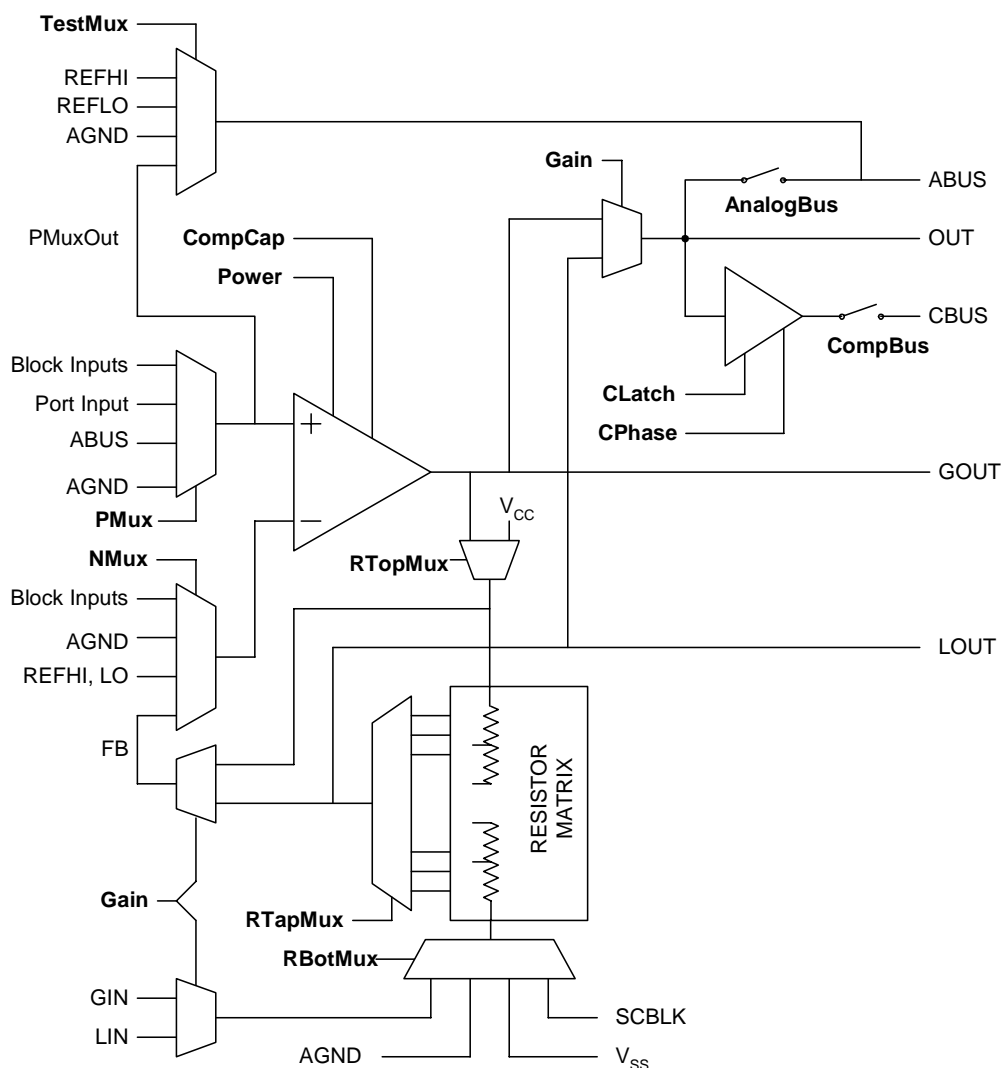 TestMux
REFHI
REFLO
AGND
PMuxOut
CompCap
Power
Gain
AnalogBus
ABUS
OUT
CBUS
CompBus
CLatch
CPhase
Block Inputs
Port Input
ABUS
AGND
PMux
+
−
GOUT
VCC
RTopMux
NMux
Block Inputs
AGND
REFHI, LO
FB
LOUT
RESISTOR
MATRIX
Gain
RTapMux
RBotMux
GIN
LIN
SCBLK
AGND
VSS